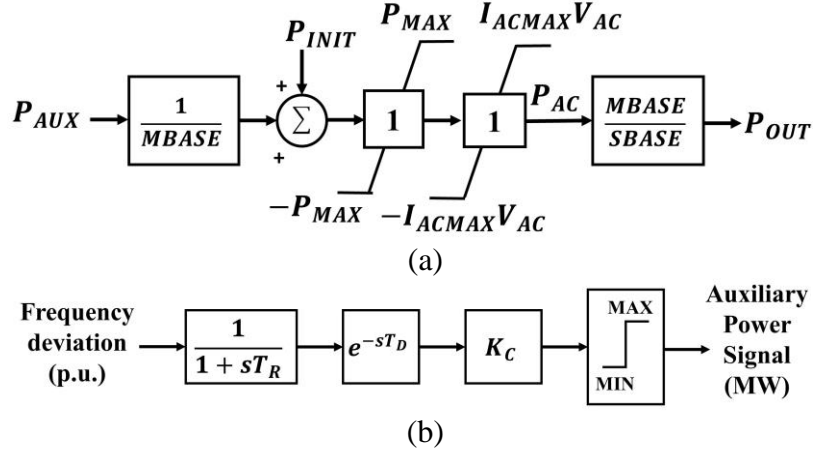 P_INIT
P_MAX
I_ACMAX V_AC
P_AUX
1
MBASE
+
+
∑
1
1
P_AC
MBASE
SBASE
P_OUT
−P_MAX
−I_ACMAX V_AC
(a)
Frequency
deviation
(p.u.)
1
1 + sT_R
e^{−sT_D}
K_C
MAX
MIN
Auxiliary
Power
Signal
(MW)
(b)